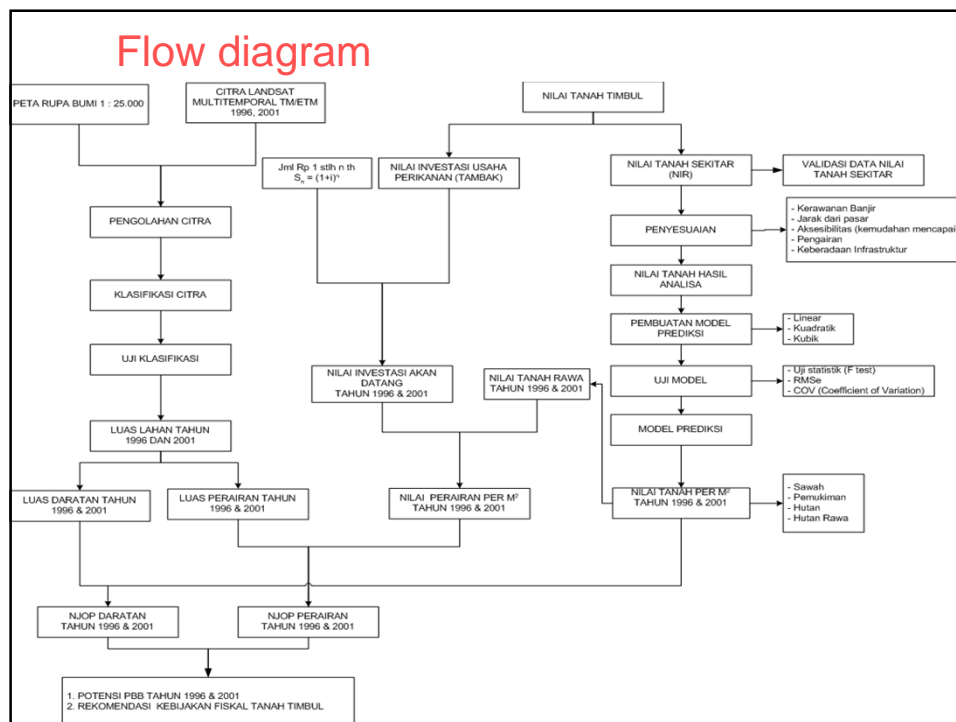 Flow diagram
PETA RUPA BUMI 1 : 25.000
CITRA LANDSAT
MULTITEMPORAL TM/ETM
1996, 2001
NILAI TANAH TIMBUL
Jml Rp 1 stlh n th
Sₙ = (1+i)ⁿ
NILAI INVESTASI USAHA
PERIKANAN (TAMBAK)
NILAI TANAH SEKITAR
(NIR)
VALIDASI DATA NILAI
TANAH SEKITAR
PENGOLAHAN CITRA
PENYESUAIAN
- Kerawanan Banjir
- Jarak dari pasar
- Aksesibilitas (kemudahan mencapai
- Pengairan
- Keberadaan Infrastruktur
KLASIFIKASI CITRA
NILAI TANAH HASIL
ANALISA
PEMBUATAN MODEL
PREDIKSI
- Linear
- Kuadratik
- Kubik
UJI KLASIFIKASI
NILAI INVESTASI AKAN
DATANG
TAHUN 1996 & 2001
NILAI TANAH RAWA
TAHUN 1996 &2001
UJI MODEL
- Uji statistik (F test)
- RMSe
- COV (Coefficient of Variation)
LUAS LAHAN TAHUN
1996 DAN 2001
MODEL PREDIKSI
LUAS DARATAN TAHUN
1996 & 2001
LUAS PERAIRAN TAHUN
1996 & 2001
NILAI PERAIRAN PER M²
TAHUN 1996 & 2001
NILAI TANAH PER M²
TAHUN 1996 & 2001
- Sawah
- Pemukiman
- Hutan
- Hutan Rawa
NJOP DARATAN
TAHUN 1996 & 2001
NJOP PERAIRAN
TAHUN 1996 & 2001
1. POTENSI PBB TAHUN 1996 & 2001
2. REKOMENDASI KEBIJAKAN FISKAL TANAH TIMBUL